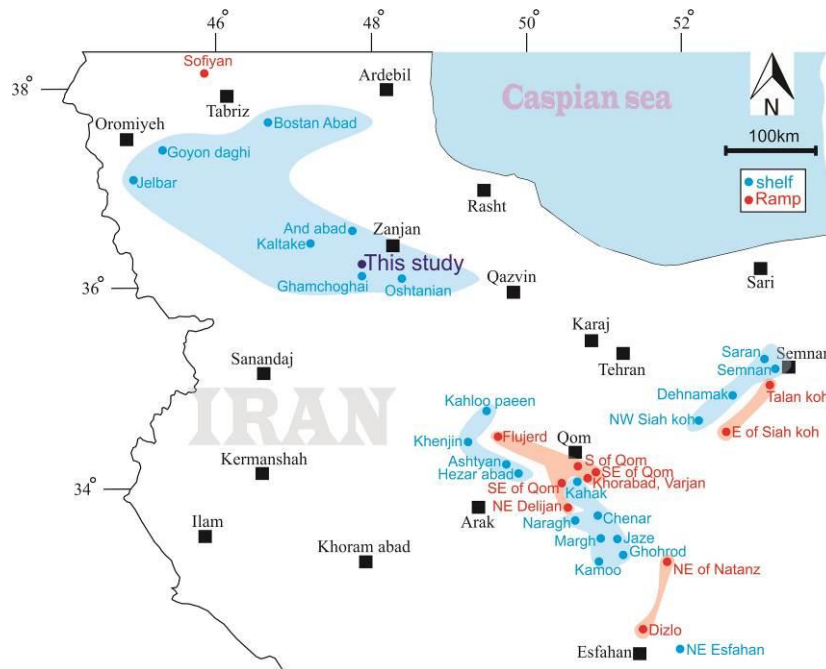 46° 48° 50° 52°
38°
36°
34°
Sofiyan
Ardebil
Tabriz
Caspian sea
N
100km
Oromiyeh
Bostan Abad
Goyon daghi
Jelbar
shelf
Ramp
Rasht
And abad
Zanjan
Kaltake
This study
Ghamchoghai
Oshtanian
Qazvin
Sari
Karaj
Tehran
Saran
Semnan
Semnan
Sanandaj
Talan koh
Dehnamak
NW Siah koh
E of Siah koh
IRAN
Kahloo paeen
Khenjin
Flujerd
Qom
Kermanshah
Ashtyan
Hezar abad
S of Qom
SE of Qom
Khorabad, Varjan
SE of Qom
Kahak
Arak
NE Delijan
Naragh
Chenar
Ilam
Margh
Jaze
Khoram abad
Ghohrod
Kamoo
NE of Natanz
Dizlo
Esfahan
NE Esfahan